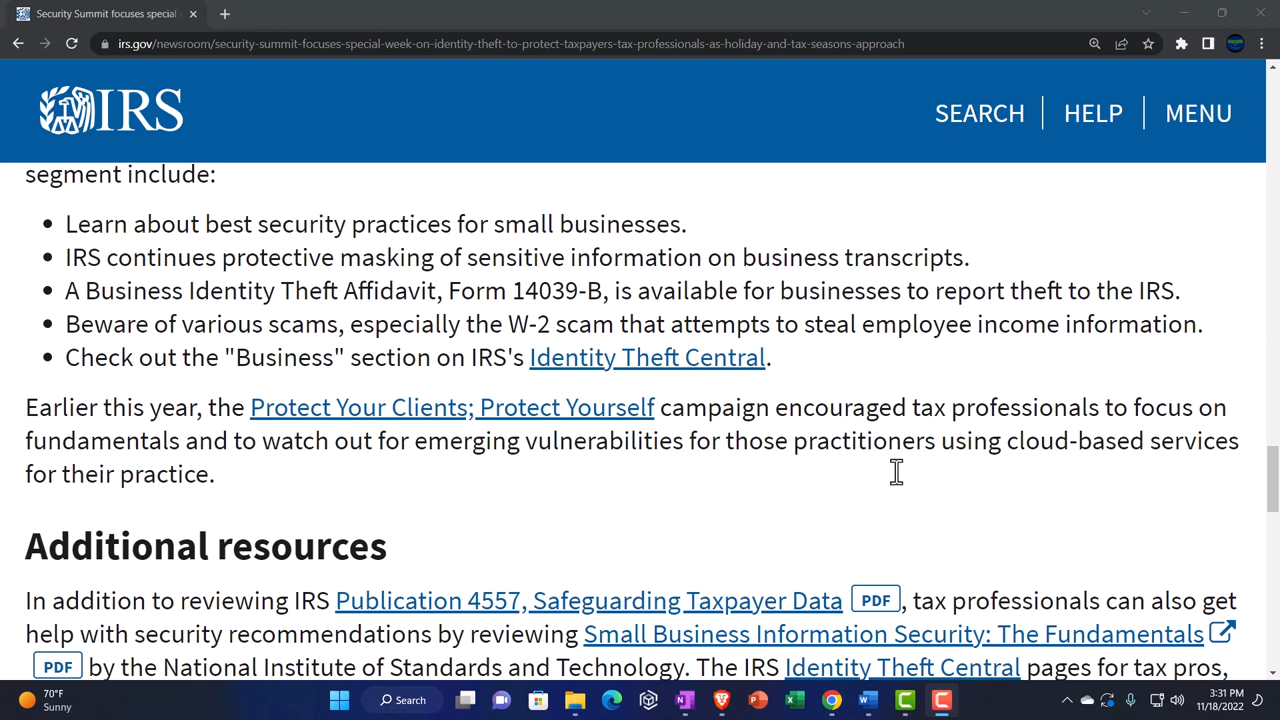 Security Summit focuses special
irs.gov/newsroom/security-summit-focuses-special-week-on-identity-theft-to-protect-taxpayers-tax-professionals-as-holiday-and-tax-seasons-approach
IRS
SEARCH
HELP
MENU
segment include:
• Learn about best security practices for small businesses.
• IRS continues protective masking of sensitive information on business transcripts.
• A Business Identity Theft Affidavit, Form 14039-B, is available for businesses to report theft to the IRS.
• Beware of various scams, especially the W-2 scam that attempts to steal employee income information.
• Check out the "Business" section on IRS's Identity Theft Central.
Earlier this year, the Protect Your Clients; Protect Yourself campaign encouraged tax professionals to focus on
fundamentals and to watch out for emerging vulnerabilities for those practitioners using cloud-based services
for their practice.
Additional resources
In addition to reviewing IRS Publication 4557, Safeguarding Taxpayer Data PDF, tax professionals can also get
help with security recommendations by reviewing Small Business Information Security: The Fundamentals
PDF by the National Institute of Standards and Technology. The IRS Identity Theft Central pages for tax pros,
70°F
Sunny
Search
3:31 PM
11/18/2022